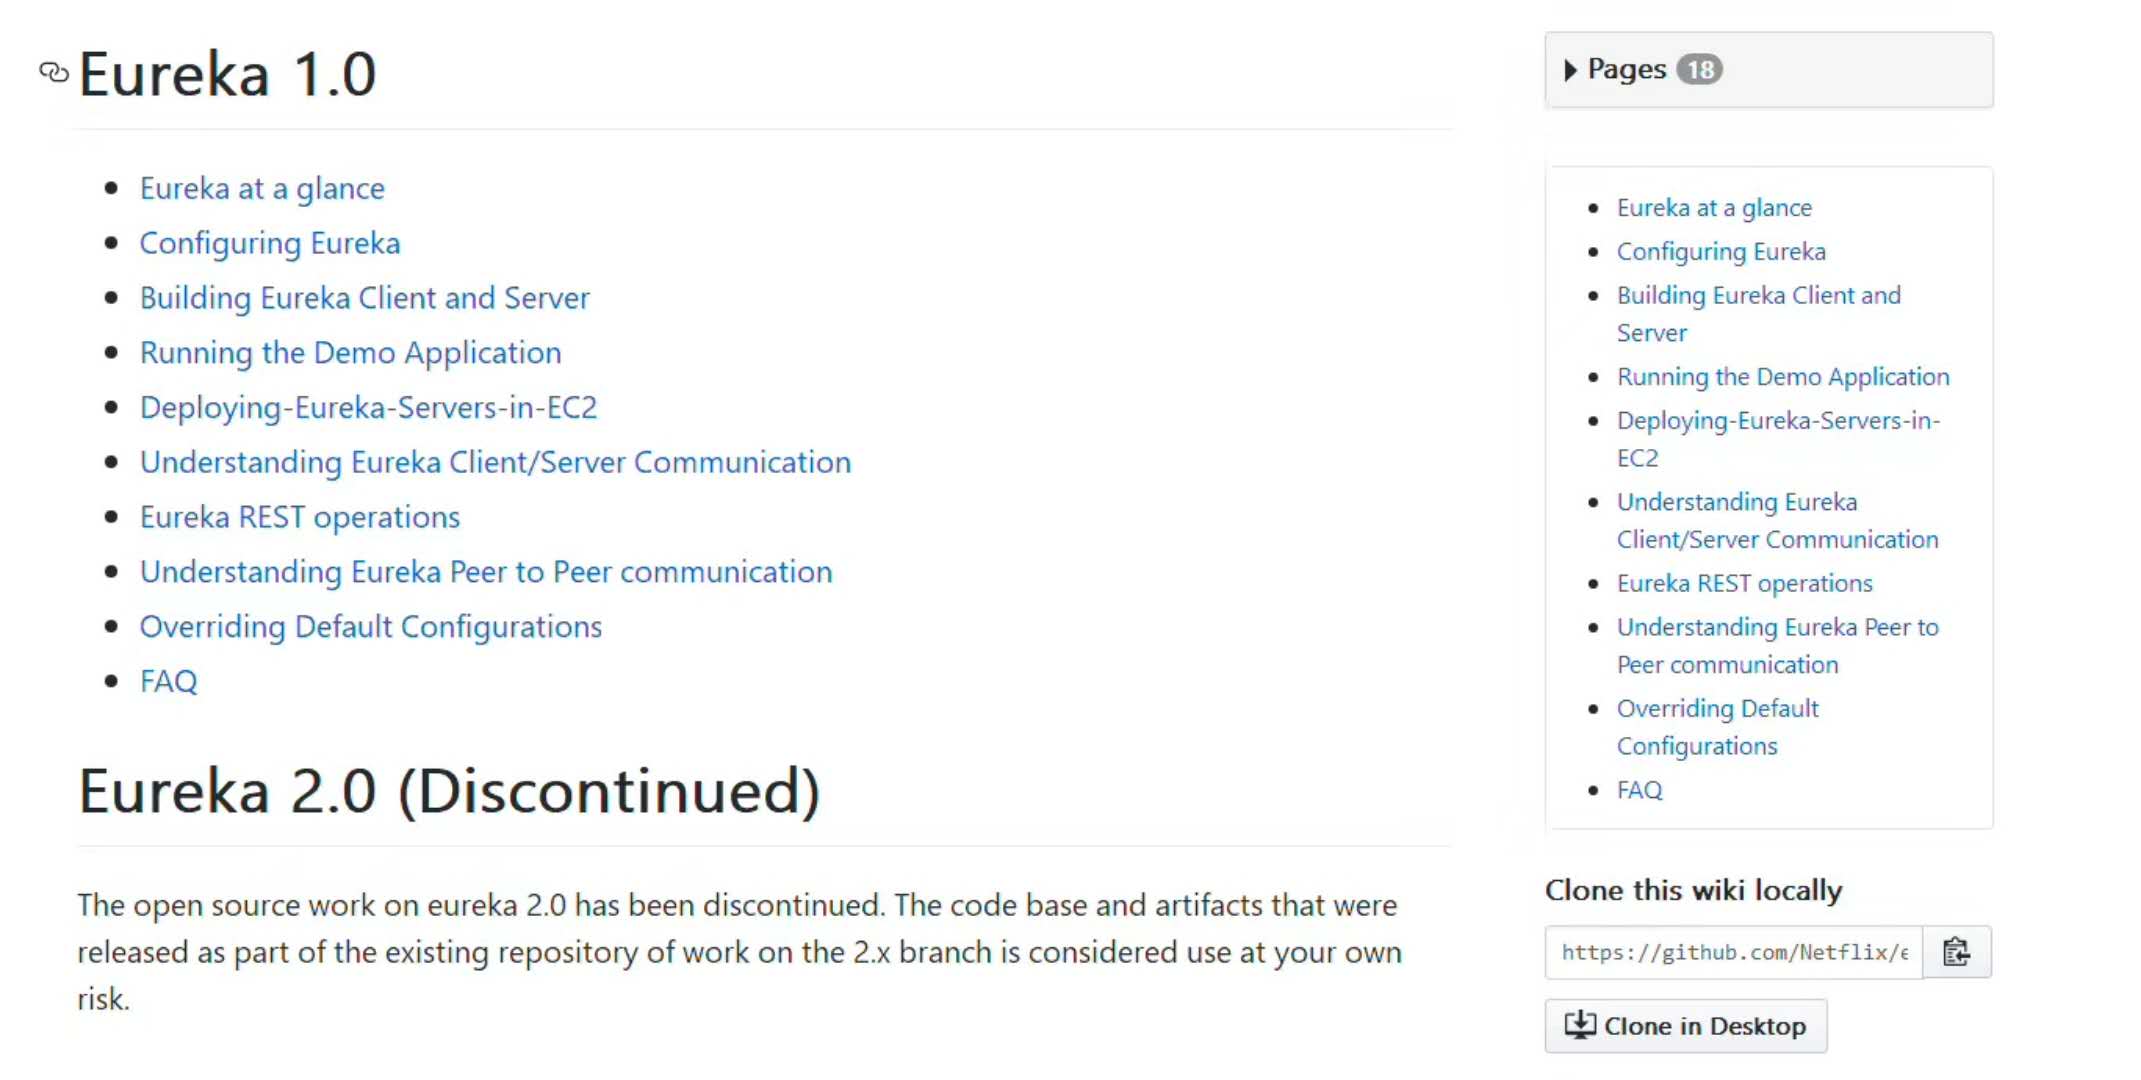 Eureka 1.0
Eureka at a glance
Configuring Eureka
Building Eureka Client and Server
Running the Demo Application
Deploying-Eureka-Servers-in-EC2
Understanding Eureka Client/Server Communication
Eureka REST operations
Understanding Eureka Peer to Peer communication
Overriding Default Configurations
FAQ
Eureka 2.0 (Discontinued)
The open source work on eureka 2.0 has been discontinued. The code base and artifacts that were
released as part of the existing repository of work on the 2.x branch is considered use at your own
risk.
Pages 18
Eureka at a glance
Configuring Eureka
Building Eureka Client and
Server
Running the Demo Application
Deploying-Eureka-Servers-in-
EC2
Understanding Eureka
Client/Server Communication
Eureka REST operations
Understanding Eureka Peer to
Peer communication
Overriding Default
Configurations
FAQ
Clone this wiki locally
https://github.com/Netflix/e
Clone in Desktop